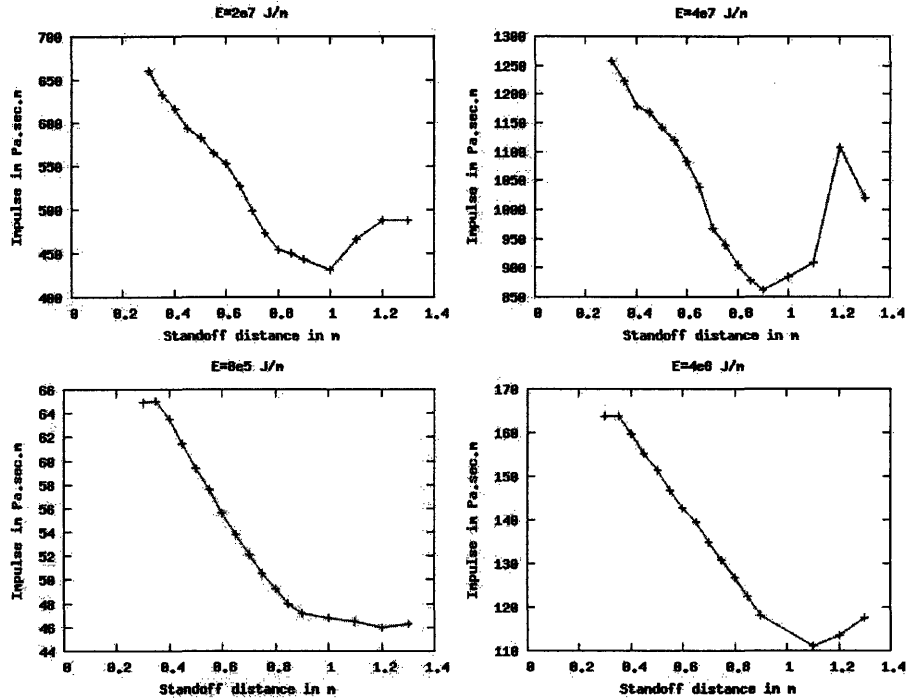 E=2e7 J/m
700
650
600
550
500
450
400
Impulse in Pa.sec.m
0 0.2 0.4 0.6 0.8 1 1.2 1.4
Standoff distance in m
E=4e7 J/m
1300
1250
1200
1150
1100
1050
1000
950
900
850
Impulse in Pa.sec.m
0 0.2 0.4 0.6 0.8 1 1.2 1.4
Standoff distance in m
E=8e5 J/m
66
64
62
60
58
56
54
52
50
48
46
44
Impulse in Pa.sec.m
0 0.2 0.4 0.6 0.8 1 1.2 1.4
Standoff distance in m
E=4e6 J/m
170
160
150
140
130
120
110
Impulse in Pa.sec.m
0 0.2 0.4 0.6 0.8 1 1.2 1.4
Standoff distance in m